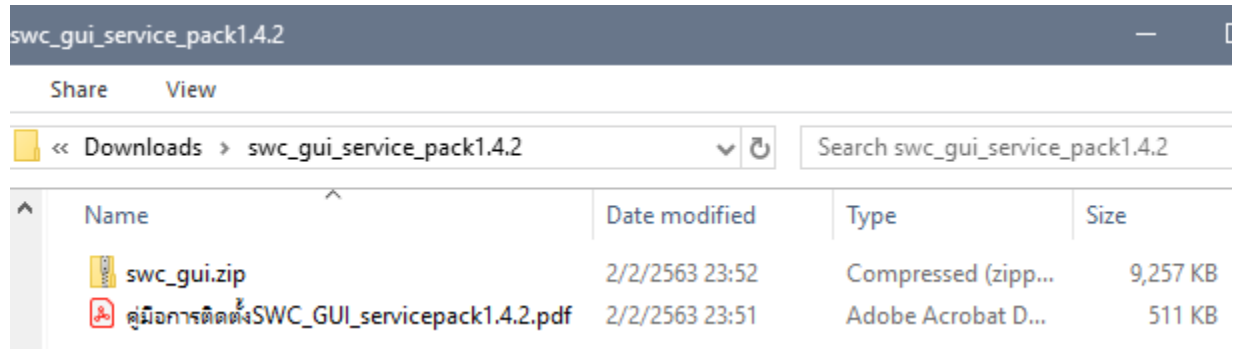 swc_gui_service_pack1.4.2
Share View
« Downloads > swc_gui_service_pack1.4.2 Search swc_gui_service_pack1.4.2
Name Date modified Type Size
swc_gui.zip 2/2/2563 23:52 Compressed (zipp... 9,257 KB
คู่มือการติดตั้งSWC_GUI_servicepack1.4.2.pdf 2/2/2563 23:51 Adobe Acrobat D... 511 KB